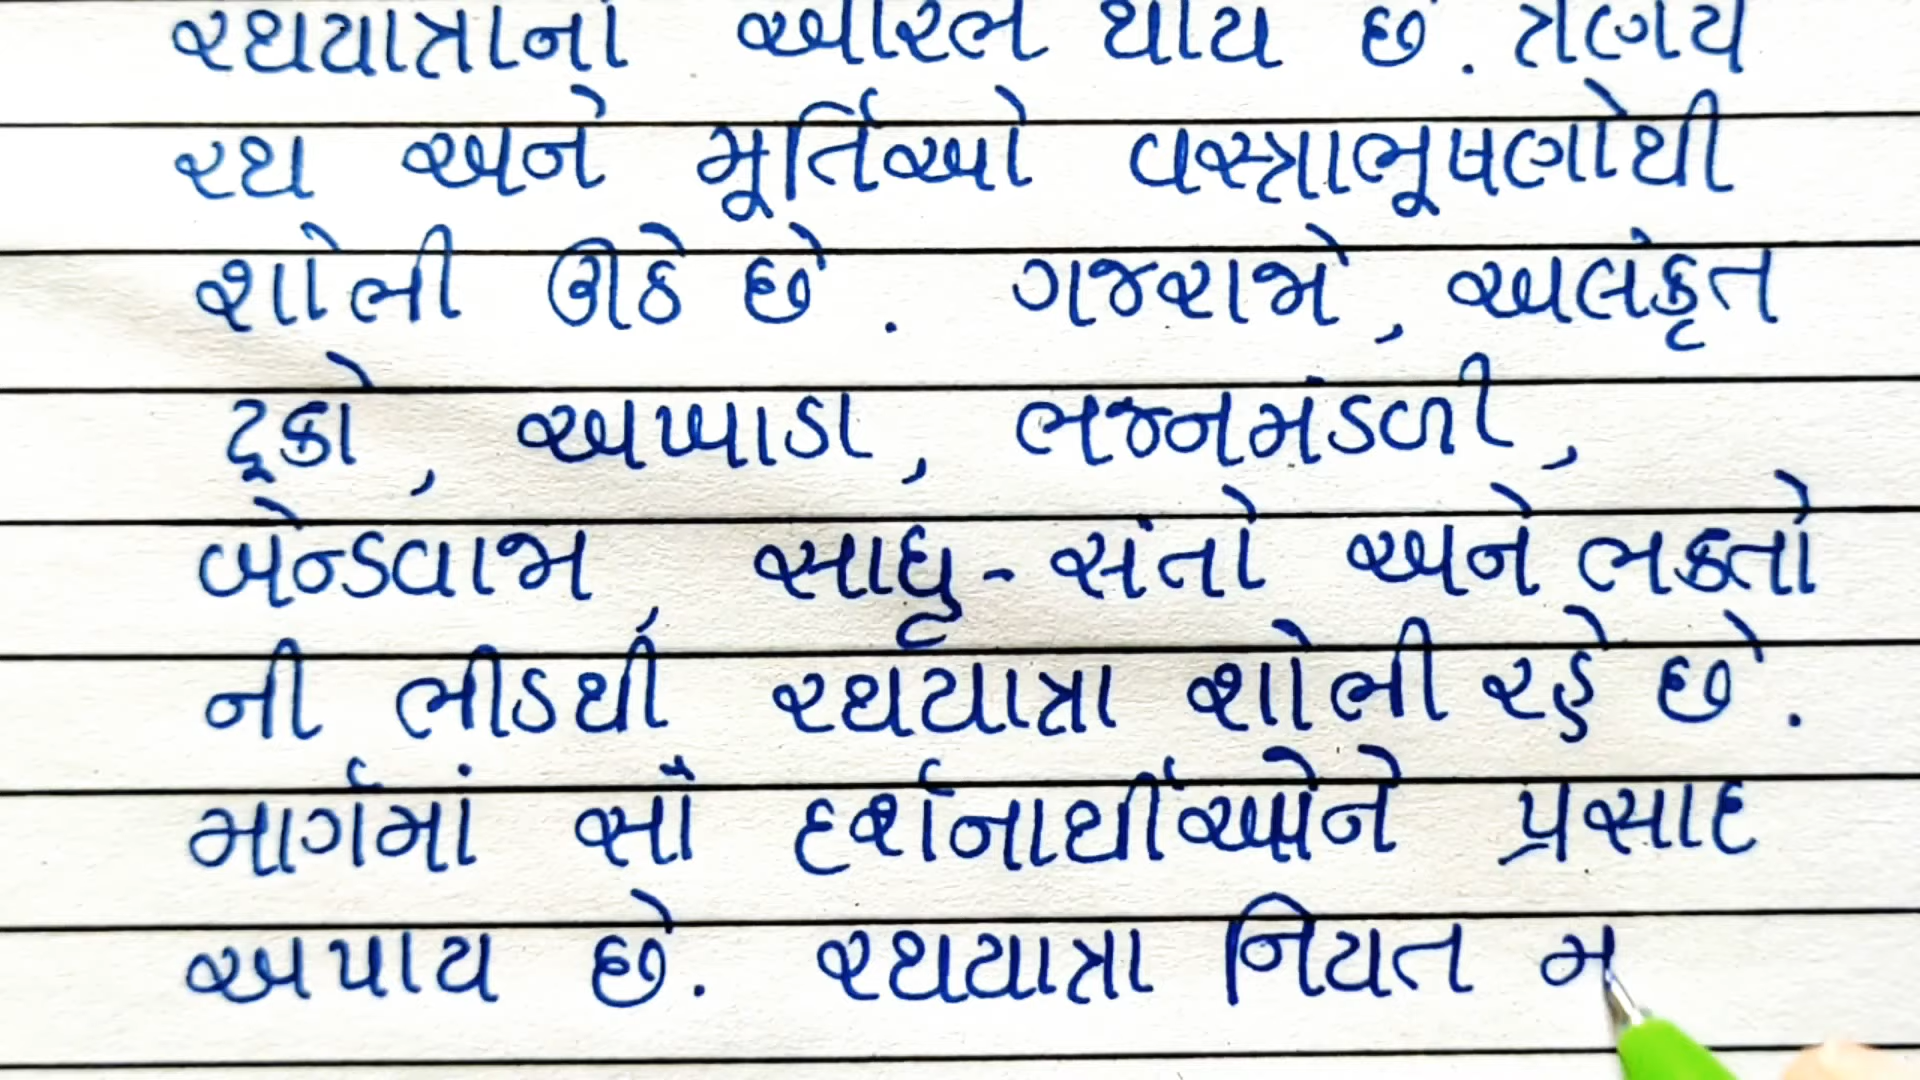 રથયાત્રાનો આરંભ થાય છે. ત્રણેય
રથ અને મૂર્તિઓ વસ્ત્રાભૂષણોથી
શોભી ઊઠે છે. ગજરાજો, અલંકૃત
ટ્રકો, અખાડા, ભજનમંડળી,
બેન્ડવાજા, સાધુ-સંતો અને ભક્તો
ની ભીડથી રથયાત્રા શોભી રહે છે.
માર્ગમાં સૌ દર્શનાર્થીઓને પ્રસાદ
અપાય છે. રથયાત્રા નિયત મ